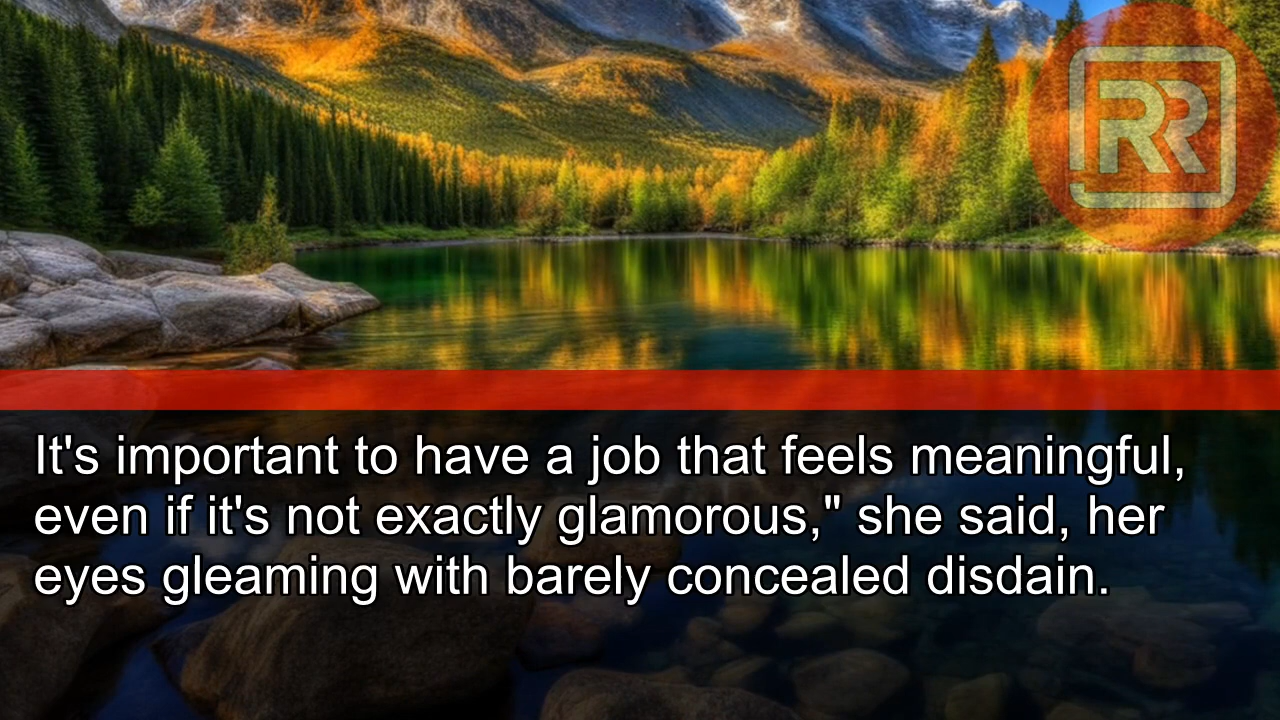 RR
It's important to have a job that feels meaningful,
even if it's not exactly glamorous," she said, her
eyes gleaming with barely concealed disdain.